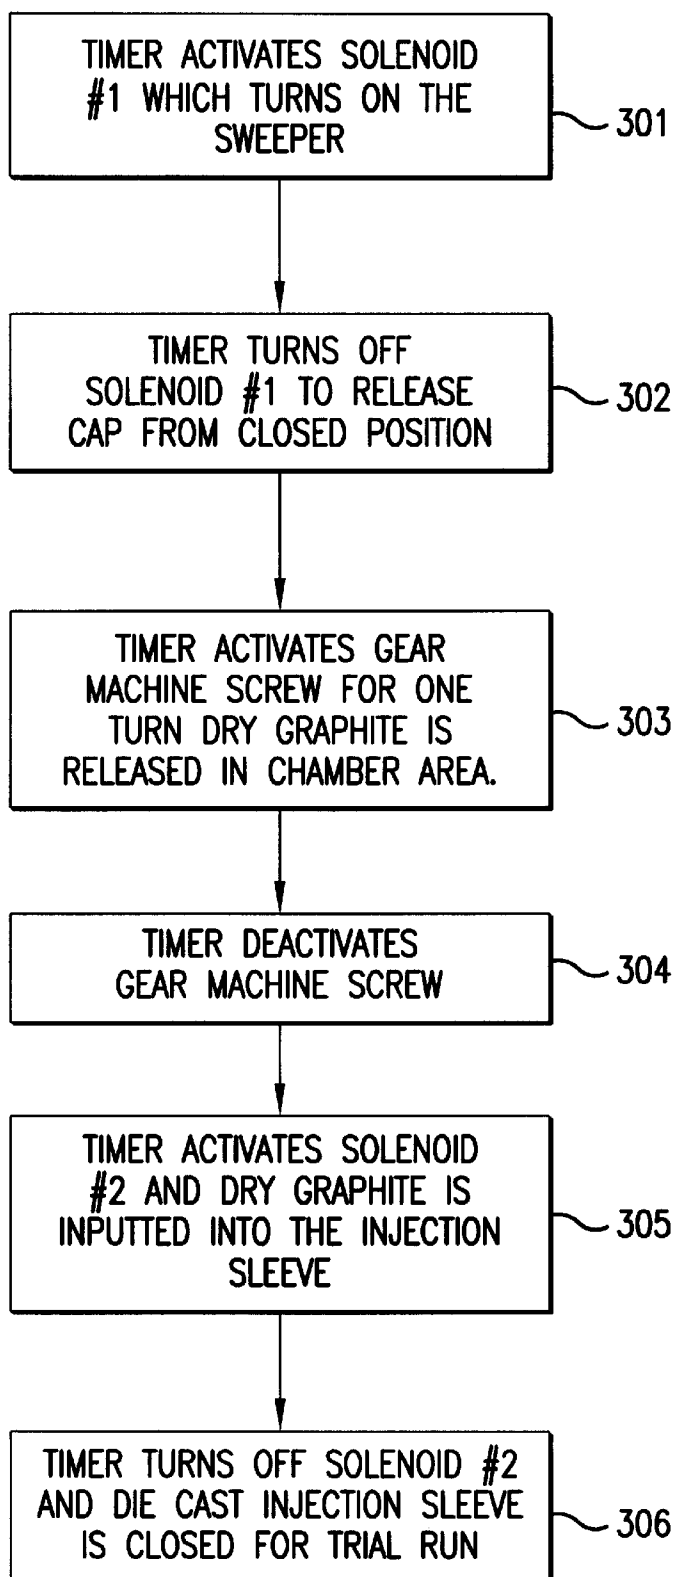 TIMER ACTIVATES SOLENOID
#1 WHICH TURNS ON THE
SWEEPER
301
TIMER TURNS OFF
SOLENOID #1 TO RELEASE
CAP FROM CLOSED POSITION
302
TIMER ACTIVATES GEAR
MACHINE SCREW FOR ONE
TURN DRY GRAPHITE IS
RELEASED IN CHAMBER AREA.
303
TIMER DEACTIVATES
GEAR MACHINE SCREW
304
TIMER ACTIVATES SOLENOID
#2 AND DRY GRAPHITE IS
INPUTTED INTO THE INJECTION
SLEEVE
305
TIMER TURNS OFF SOLENOID #2
AND DIE CAST INJECTION SLEEVE
IS CLOSED FOR TRIAL RUN
306